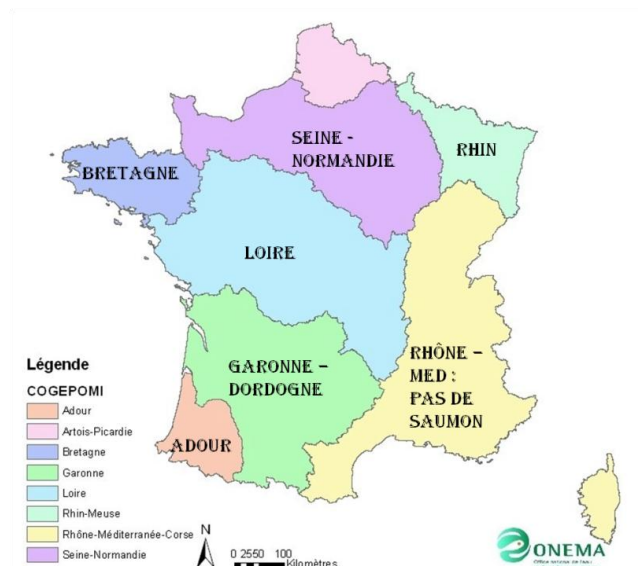 SEINE -
NORMANDIE
RHIN
BRETAGNE
LOIRE
GARONNE -
DORDOGNE
RHÔNE -
MED :
PAS DE
SAUMON
ADOUR
Légende
COGEPOMI
Adour
Artois-Picardie
Bretagne
Garonne
Loire
Rhin-Meuse
Rhône-Méditerranée-Corse
Seine-Normandie
N
0 2550 100
Kilomètres
ONEMA